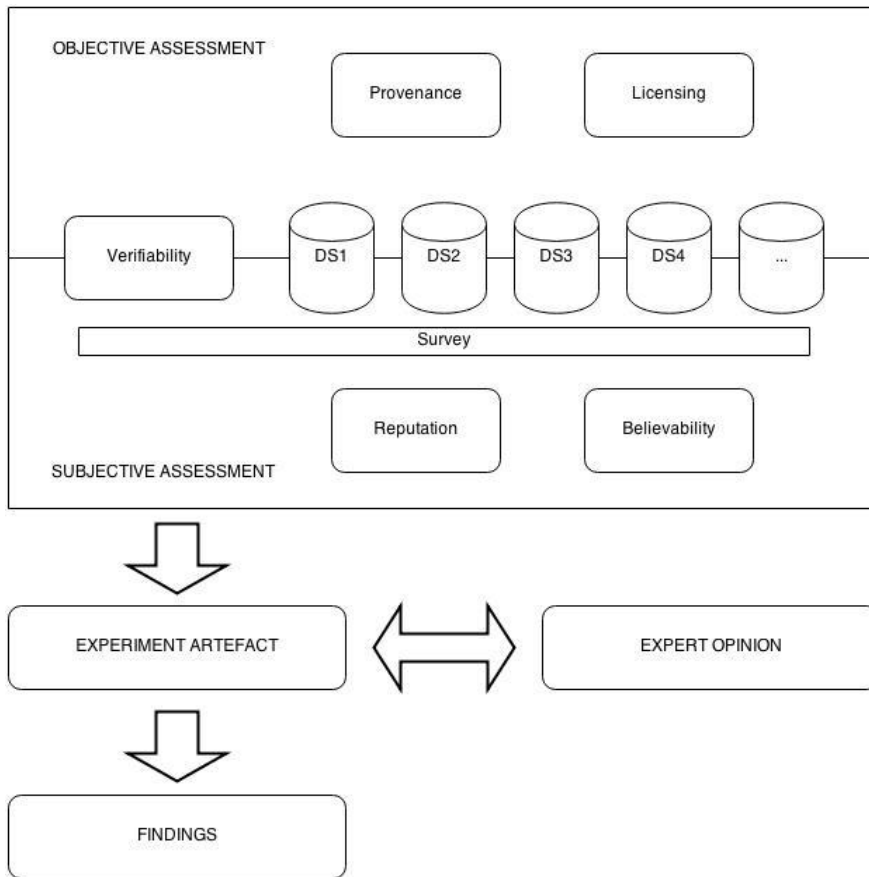 OBJECTIVE ASSESSMENT
Provenance
Licensing
Verifiability
DS1
DS2
DS3
DS4
...
Survey
Reputation
Believability
SUBJECTIVE ASSESSMENT
EXPERIMENT ARTEFACT
EXPERT OPINION
FINDINGS